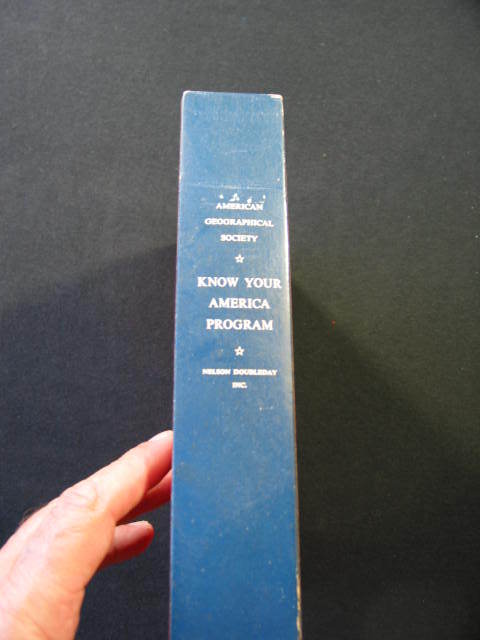 AMERICAN
GEOGRAPHICAL
SOCIETY
KNOW YOUR
AMERICA
PROGRAM
NELSON DOUBLEDAY
INC.